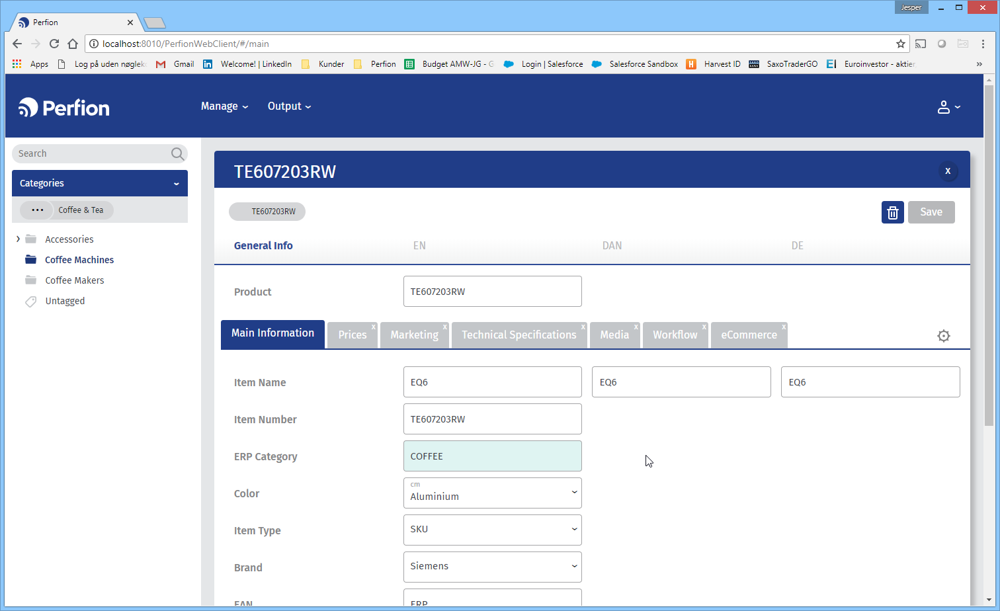 Jesper
Perfion
localhost:8010/PerfionWebClient/#/main
Apps Log på uden nøglek Gmail Welcome! | LinkedIn Kunder Perfion Budget AMW-JG - G Login | Salesforce Salesforce Sandbox Harvest ID SaxoTraderGO Euroinvestor - aktier
Perfion Manage Output
Search
Categories
Coffee & Tea
Accessories
Coffee Machines
Coffee Makers
Untagged
TE607203RW X
TE607203RW Save
General Info EN DAN DE
Product TE607203RW
Main Information Prices x Marketing x Technical Specifications x Media x Workflow x eCommerce x
Item Name EQ6 EQ6 EQ6
Item Number TE607203RW
ERP Category COFFEE
Color cm Aluminium
Item Type SKU
Brand Siemens
EAN ERP